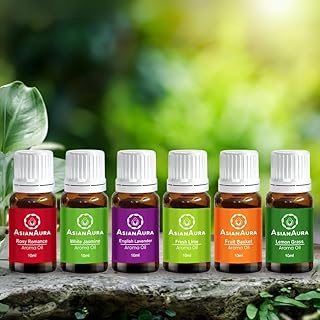 AsianAura
Rosy Romance
Aroma Oil
10ml
AsianAura
White Jasmine
Aroma Oil
10ml
AsianAura
English Lavender
Aroma Oil
10ml
AsianAura
Fresh Lime
Aroma Oil
10ml
AsianAura
Fruit Basket
Aroma Oil
10ml
AsianAura
Lemon Grass
Aroma Oil
10ml